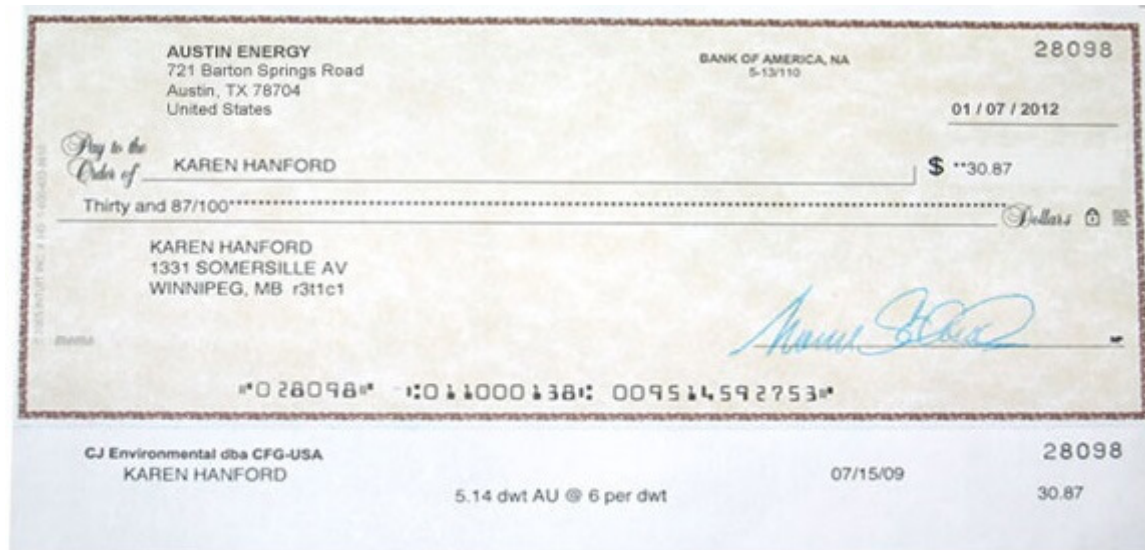 AUSTIN ENERGY
721 Barton Springs Road
Austin, TX 78704
United States
BANK OF AMERICA, NA
5-13/110
28098
01 / 07 / 2012
Pay to the
Order of KAREN HANFORD $ **30.87
Thirty and 87/100**************************************** Dollars
KAREN HANFORD
1331 SOMERSILLE AV
WINNIPEG, MB r3t1c1
memo
MP
⑈028098⑈ ⑆011000138⑆ 009514592753⑈
CJ Environmental dba CFG-USA 28098
KAREN HANFORD 07/15/09
5.14 dwt AU @ 6 per dwt 30.87